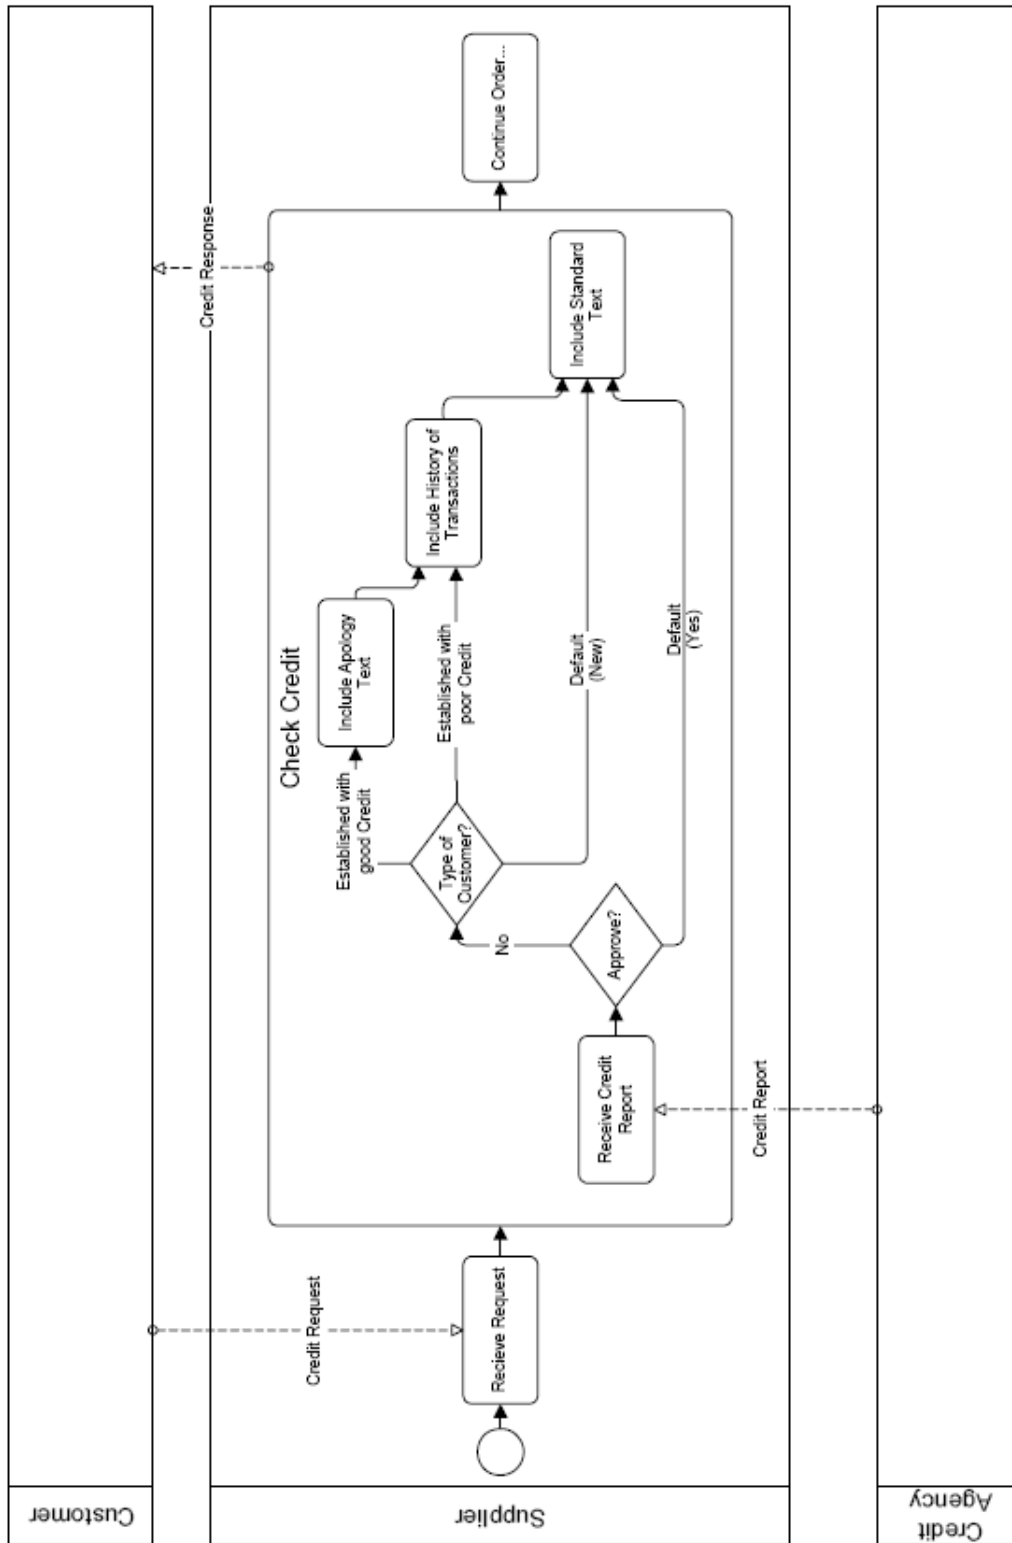 Customer
Credit Request
Credit Response
Supplier
Recieve Request
Check Credit
Receive Credit
Report
Approve?
No
Default
(Yes)
Type of
Customer?
Established with
good Credit
Established with
poor Credit
Default
(New)
Include Apology
Text
Include History of
Transactions
Include Standard
Text
Continue Order...
Credit Report
Credit
Agency